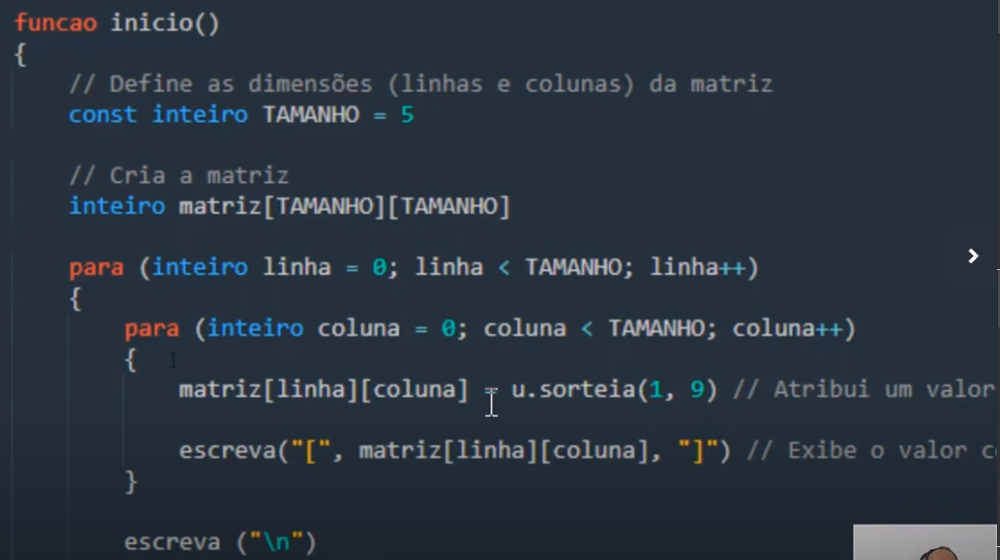 funcao inicio()
{
// Define as dimensões (linhas e colunas) da matriz
const inteiro TAMANHO = 5
// Cria a matriz
inteiro matriz[TAMANHO][TAMANHO]
para (inteiro linha = 0; linha < TAMANHO; linha++)
{
para (inteiro coluna = 0; coluna < TAMANHO; coluna++)
{
matriz[linha][coluna] = u.sorteia(1, 9) // Atribui um valor
escreva("[", matriz[linha][coluna], "]") // Exibe o valor
}
escreva ("\n")